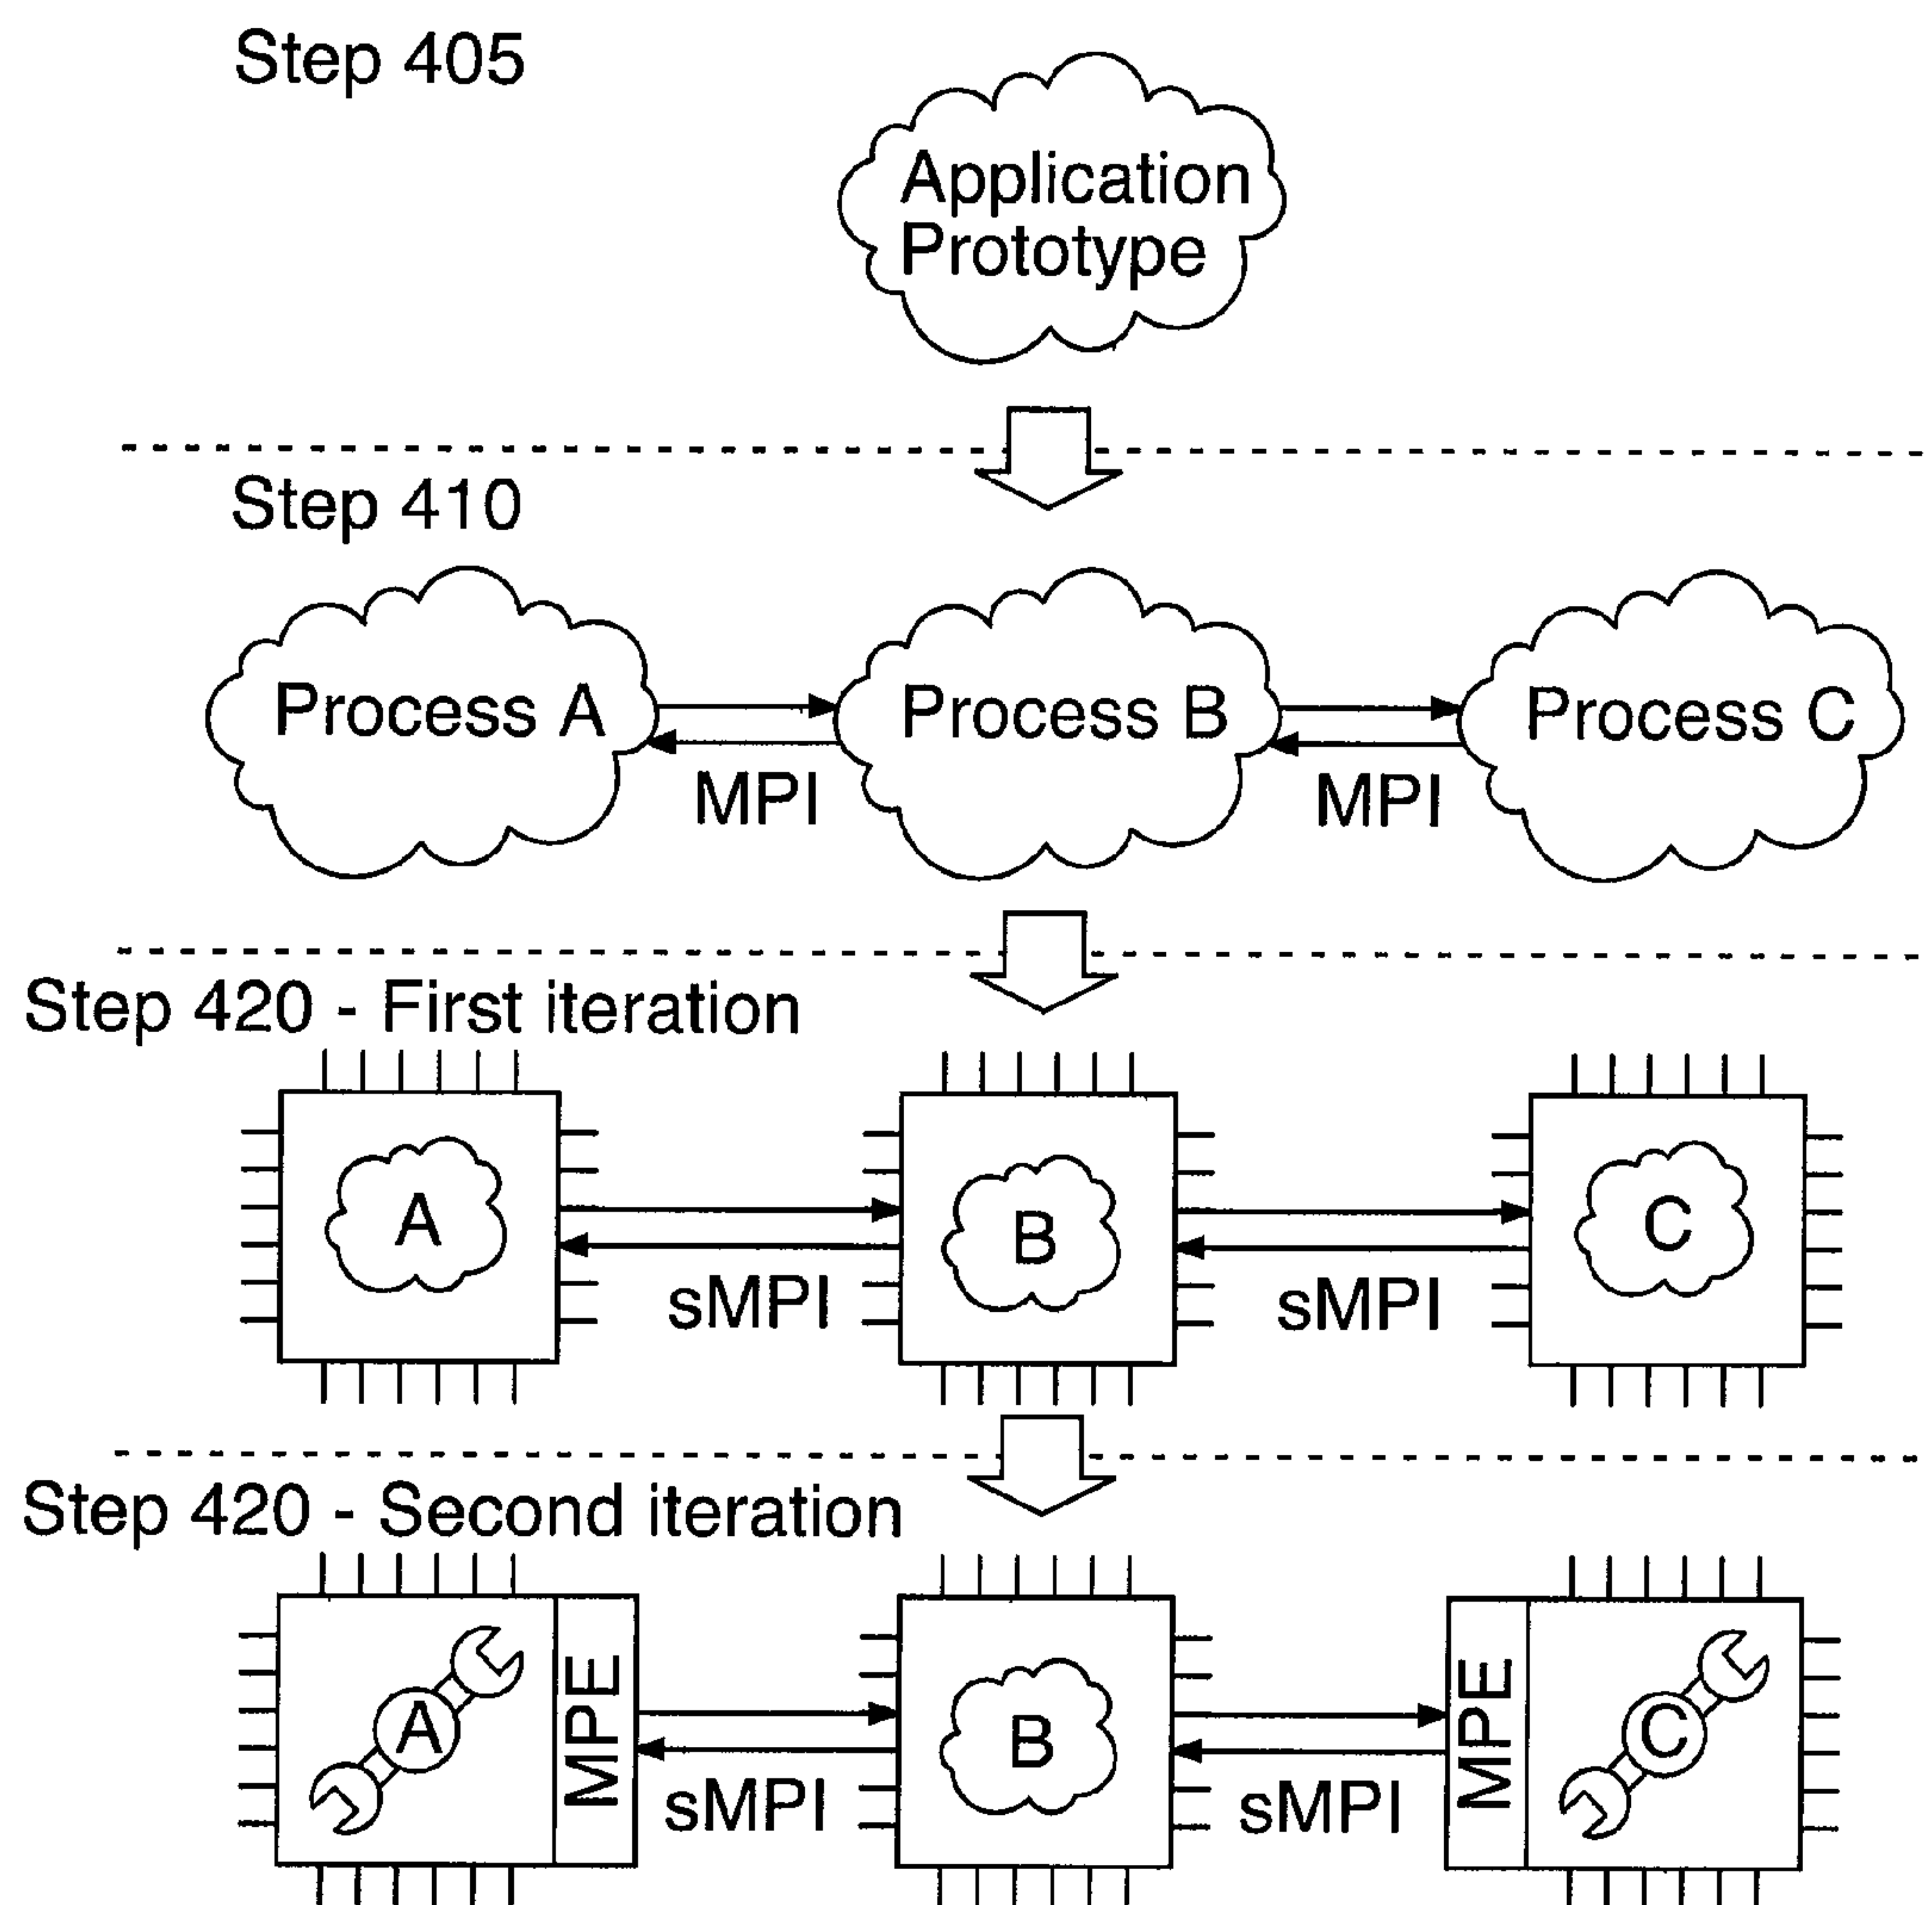 Step 405
Application
Prototype
Step 410
Process A
Process B
Process C
MPI
MPI
Step 420 - First iteration
A
B
C
sMPI
sMPI
Step 420 - Second iteration
A
MPE
B
MPE
C
sMPI
sMPI